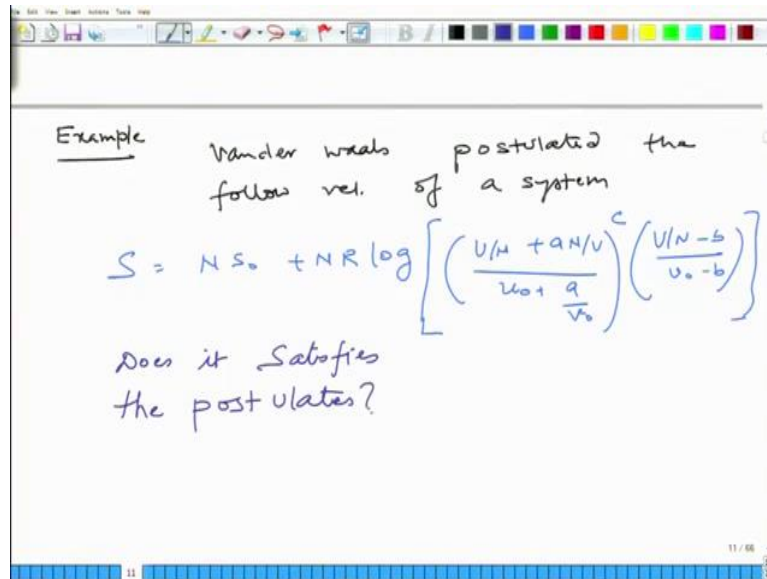 Example Vander waals postulated the
follow rel. of a system
S = N S₀ + NR log [ ( (U/N + aN/V) / (u₀ + a/v₀) )^C ( (V/N - b) / (v₀ - b) ) ]
Does it Satisfies
the postulates?
11 / 66
11